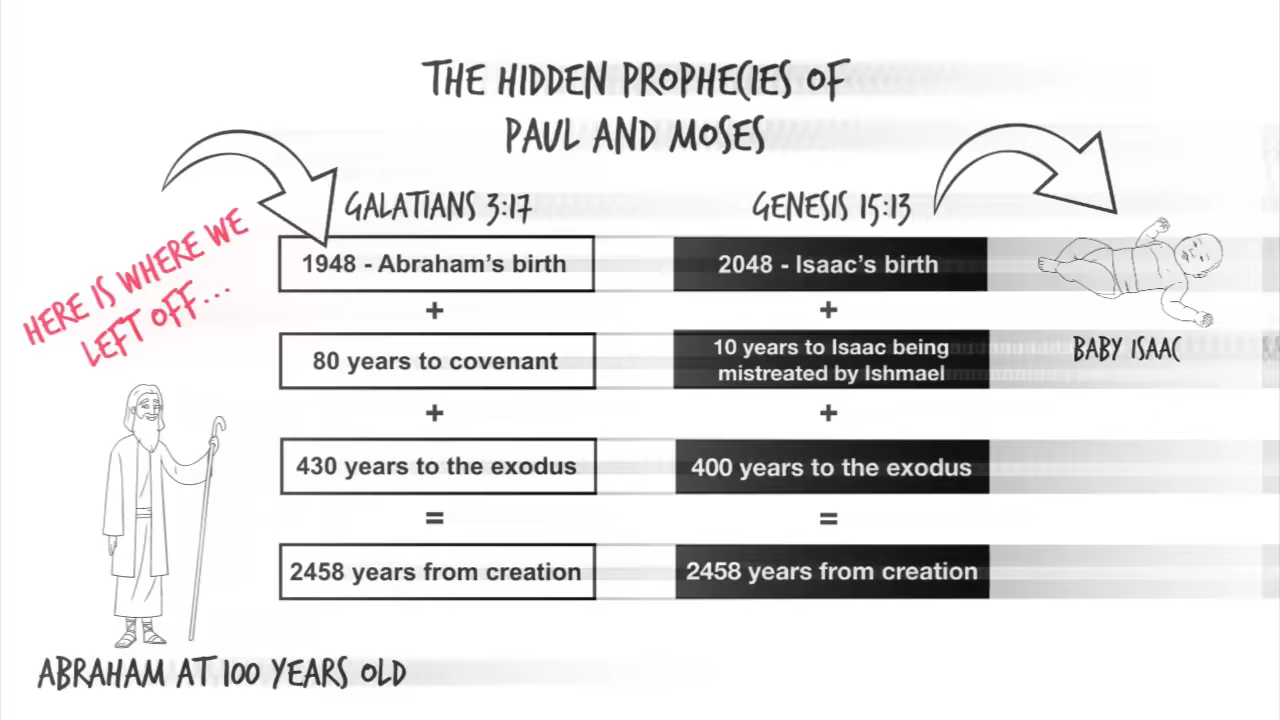 THE HIDDEN PROPHECIES OF
PAUL AND MOSES
HERE IS WHERE WE
LEFT OFF...
GALATIANS 3:17
1948 - Abraham's birth
+
80 years to covenant
+
430 years to the exodus
=
2458 years from creation
GENESIS 15:13
2048 - Isaac's birth
+
10 years to Isaac being
mistreated by Ishmael
+
400 years to the exodus
=
2458 years from creation
BABY ISAAC
ABRAHAM AT 100 YEARS OLD